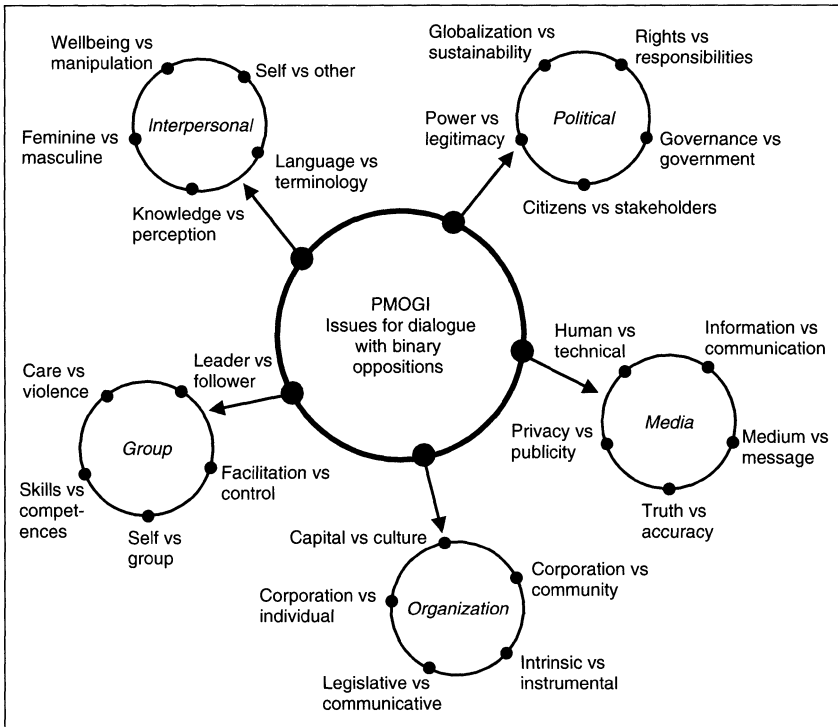 Wellbeing vs
manipulation
Self vs other
Interpersonal
Feminine vs
masculine
Language vs
terminology
Knowledge vs
perception
Globalization vs
sustainability
Rights vs
responsibilities
Power vs
legitimacy
Political
Governance vs
government
Citizens vs stakeholders
PMOGI
Issues for dialogue
with binary
oppositions
Human vs
technical
Information vs
communication
Media
Privacy vs
publicity
Medium vs
message
Truth vs
accuracy
Care vs
violence
Leader vs
follower
Group
Skills vs
compet-
ences
Facilitation vs
control
Self vs
group
Capital vs culture
Corporation vs
community
Corporation vs
individual
Organization
Legislative vs
communicative
Intrinsic vs
instrumental